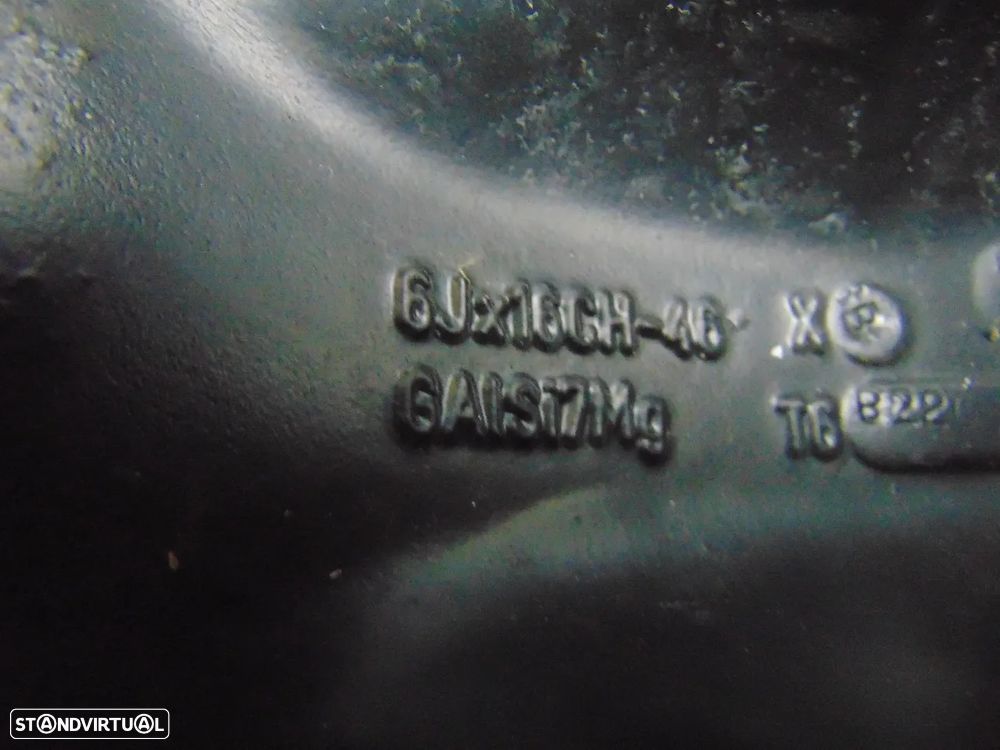 6Jx16CH-46 X
GAlSi7Mg T6 B22
STANDVIRTUAL